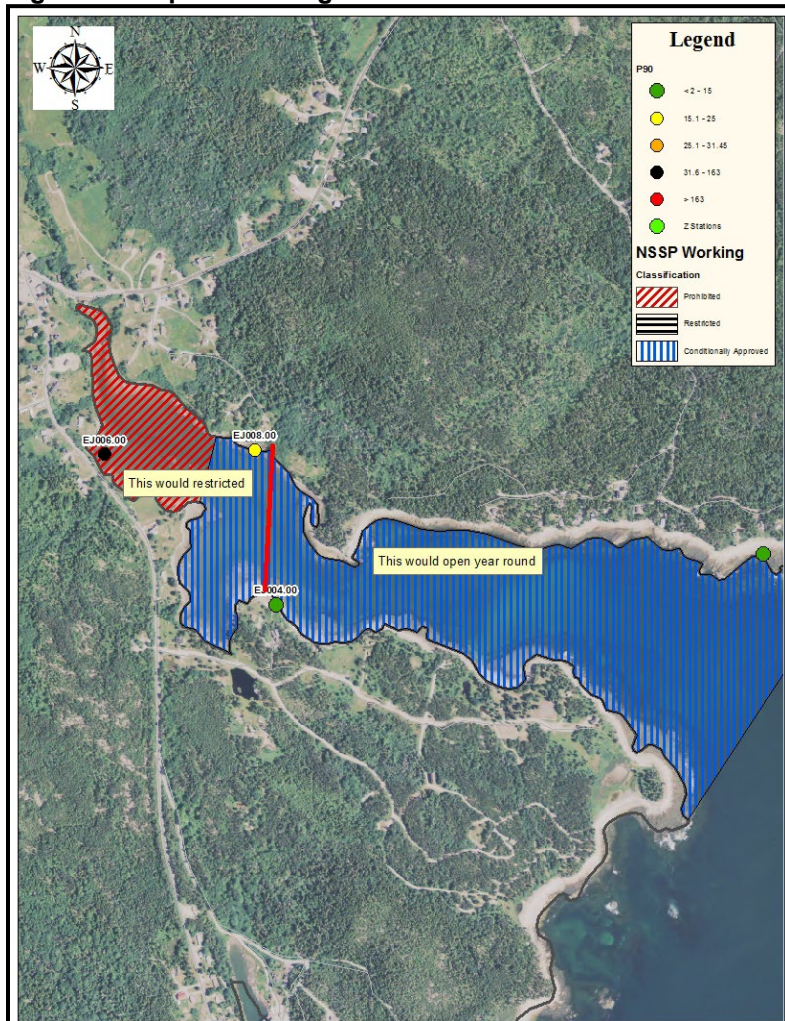 N
W E
S
Legend
P90
<2 - 15
15.1 - 25
25.1 - 31.45
31.6 - 163
> 163
Z Stations
NSSP Working
Classification
Prohibited
Restricted
Conditionally Approved
EJ006.00
EJ008.00
This would restricted
This would open year round
EJ004.00